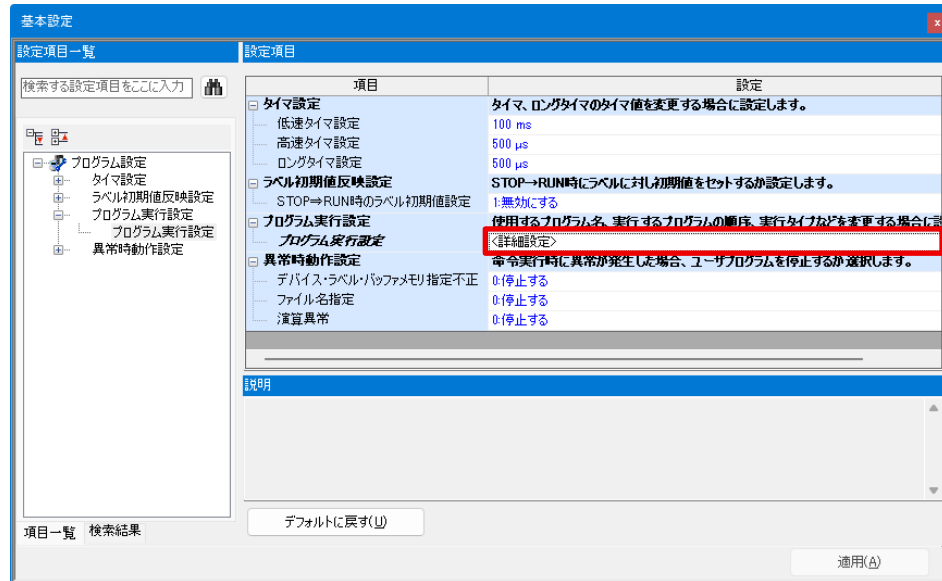 基本設定
x
設定項目一覧
設定項目
検索する設定項目をここに入力
項目 設定
タイマ設定 タイマ、ロングタイマのタイマ値を変更する場合に設定します。
低速タイマ設定 100 ms
高速タイマ設定 500 μs
ロングタイマ設定 500 μs
ラベル初期値反映設定 STOP→RUN時にラベルに対し初期値をセットするか設定します。
STOP⇒RUN時のラベル初期値設定 1:無効にする
プログラム実行設定 使用するプログラム名、実行するプログラムの順序、実行タイプなどを変更する場合に
プログラム実行設定 <詳細設定>
異常時動作設定 命令実行時に異常が発生した場合、ユーザプログラムを停止するか選択します。
デバイス・ラベル・バッファメモリ指定不正 0:停止する
ファイル名指定 0:停止する
演算異常 0:停止する
プログラム設定
タイマ設定
ラベル初期値反映設定
プログラム実行設定
プログラム実行設定
異常時動作設定
説明
デフォルトに戻す(U)
項目一覧 検索結果
適用(A)